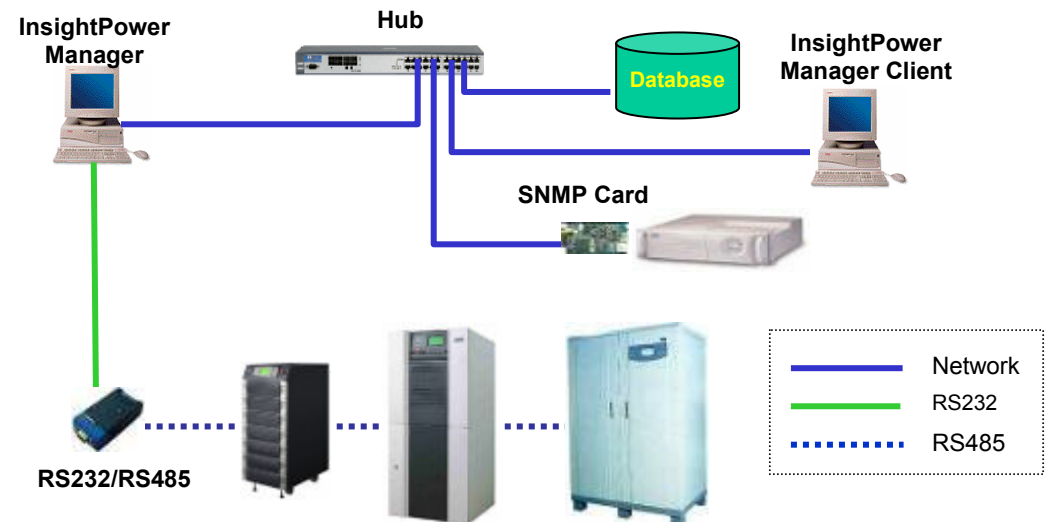 InsightPower
Manager
Hub
Database
InsightPower
Manager Client
SNMP Card
RS232/RS485
Network
RS232
RS485